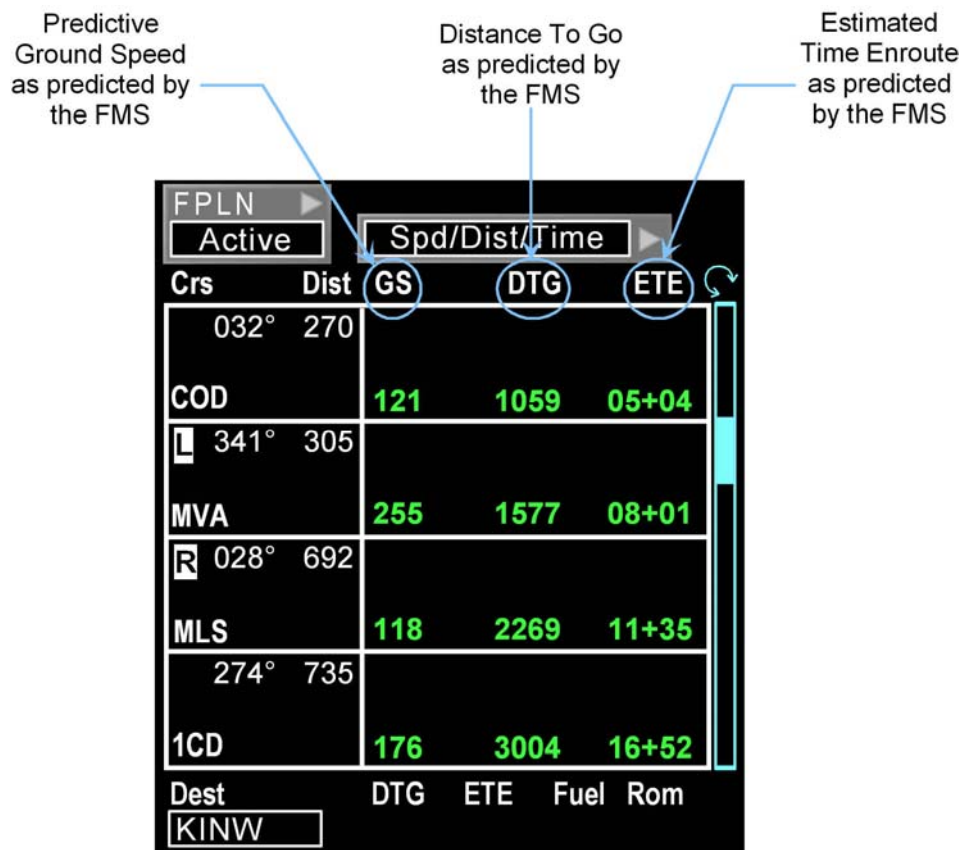 Predictive
Ground Speed
as predicted by
the FMS
Distance To Go
as predicted by
the FMS
Estimated
Time Enroute
as predicted
by the FMS
FPLN
Active
Spd/Dist/Time
Crs Dist GS DTG ETE
032° 270
COD 121 1059 05+04
L 341° 305
MVA 255 1577 08+01
R 028° 692
MLS 118 2269 11+35
274° 735
1CD 176 3004 16+52
Dest DTG ETE Fuel Rom
KINW